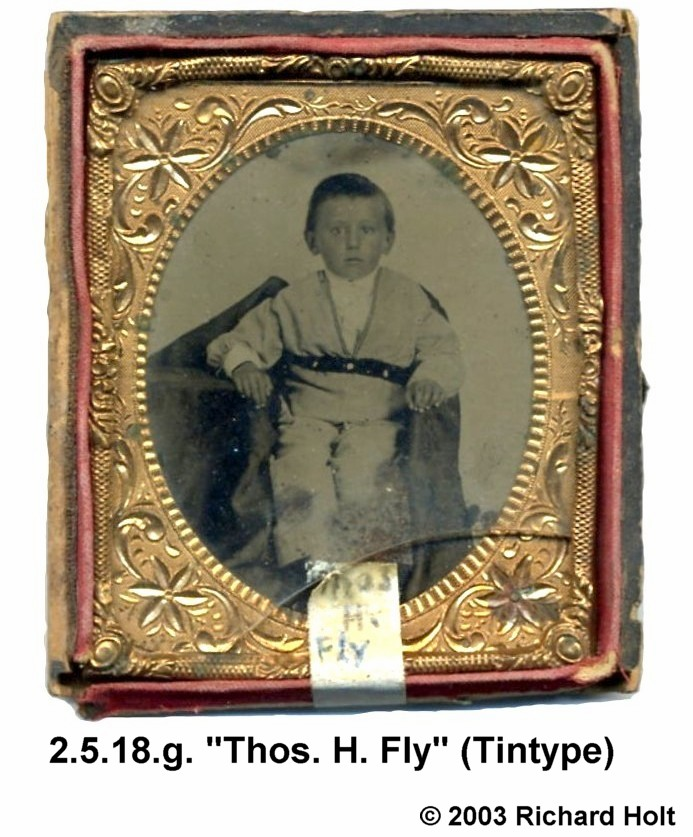 Thos
H.
Fly
2.5.18.g. "Thos. H. Fly" (Tintype)
© 2003 Richard Holt